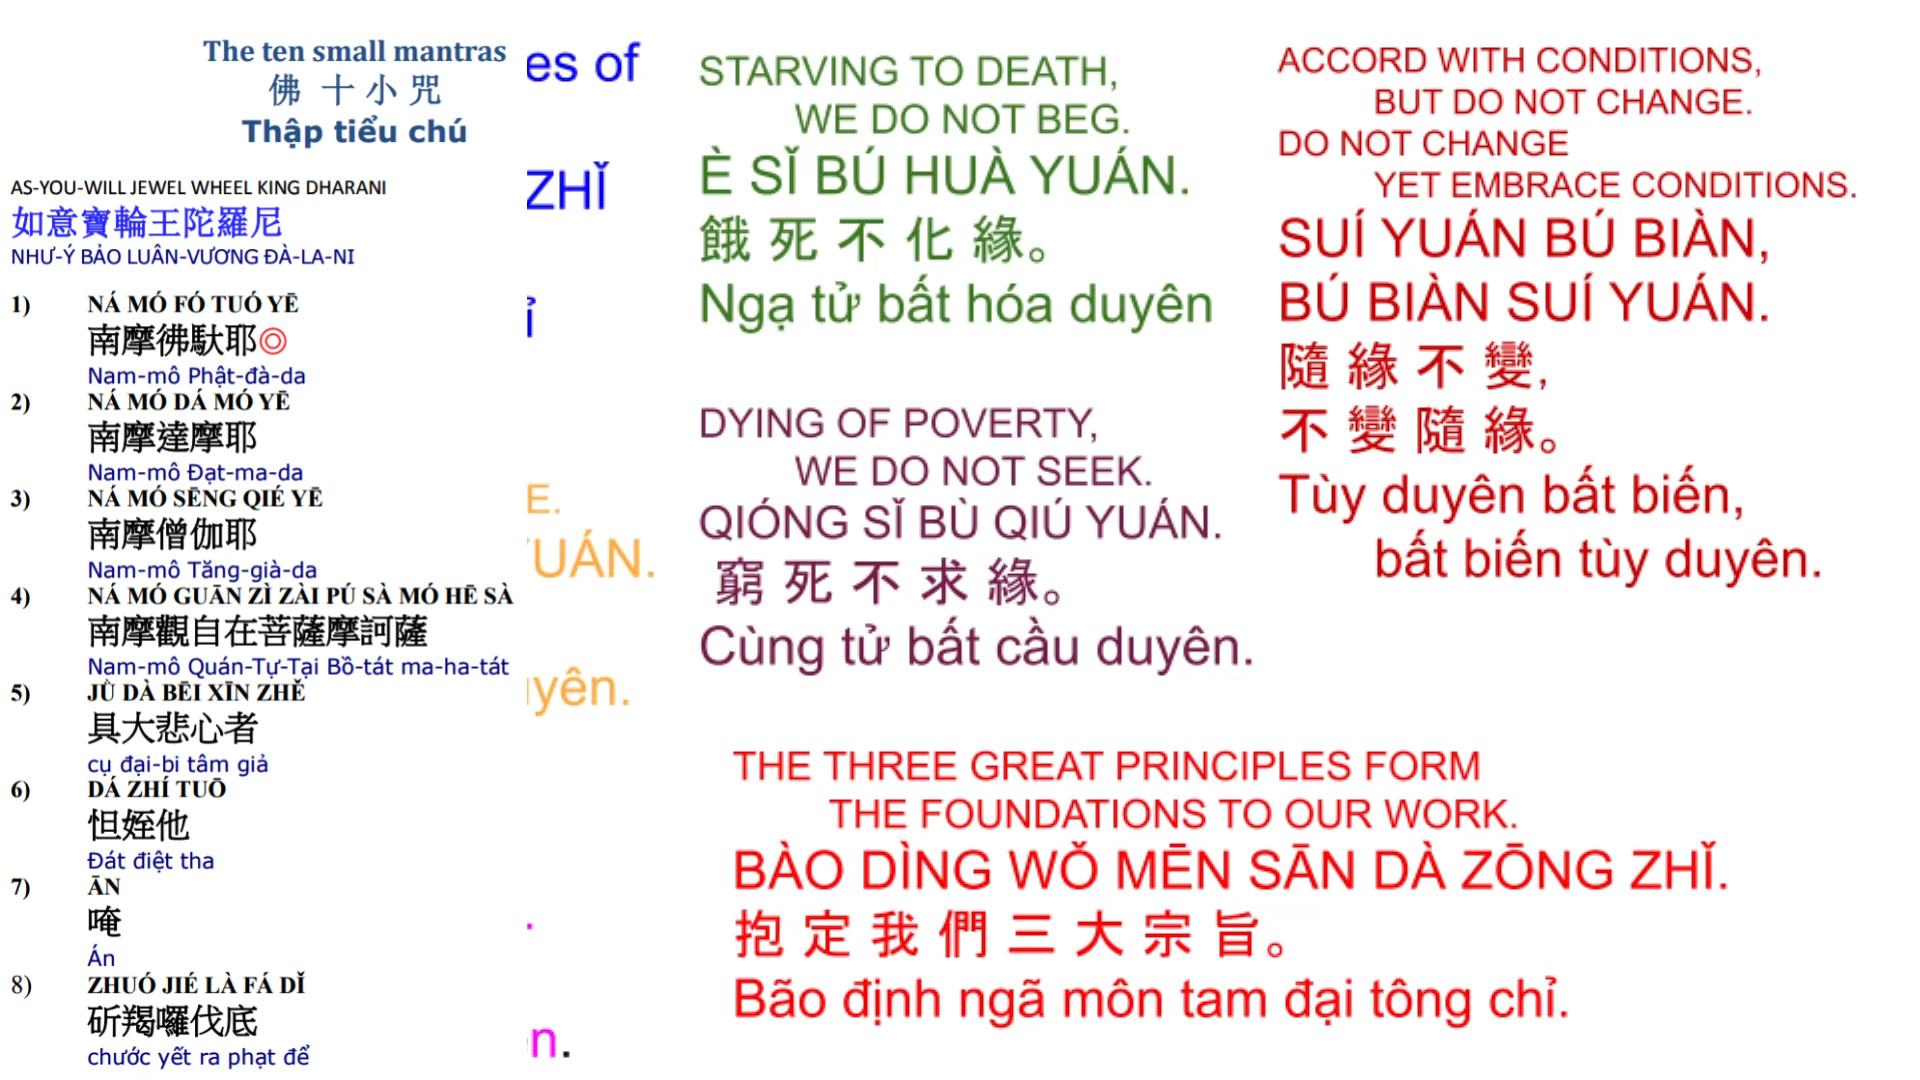 The ten small mantras
佛 十 小 咒
Thập tiểu chú
AS-YOU-WILL JEWEL WHEEL KING DHARANI
如意寶輪王陀羅尼
NHƯ-Ý BẢO LUÂN-VƯƠNG ĐÀ-LA-NI
1) NÁ MÓ FÓ TUÓ YĒ
南摩彿馱耶◎
Nam-mô Phật-đà-da
2) NÁ MÓ DÁ MÓ YĒ
南摩達摩耶
Nam-mô Đạt-ma-da
3) NÁ MÓ SĒNG QIÉ YĒ
南摩僧伽耶
Nam-mô Tăng-già-da
4) NÁ MÓ GUĀN ZÌ ZÀI PÚ SÀ MÓ HĒ SÀ
南摩觀自在菩薩摩訶薩
Nam-mô Quán-Tự-Tại Bồ-tát ma-ha-tát
5) JÙ DÀ BĒI XĪN ZHĚ
具大悲心者
cụ đại-bi tâm giả
6) DÁ ZHÍ TUŌ
怛姪他
Đát điệt tha
7) ĀN
唵
Án
8) ZHUÓ JIÉ LÀ FÁ DǏ
斫羯囉伐底
chước yết ra phạt để
es of
ZHǏ
E.
UÁN.
yên.
n.
STARVING TO DEATH,
WE DO NOT BEG.
È SǏ BÚ HUÀ YUÁN.
餓 死 不 化 緣。
Ngạ tử bất hóa duyên
DYING OF POVERTY,
WE DO NOT SEEK.
QIÓNG SǏ BÙ QIÚ YUÁN.
窮 死 不 求 緣。
Cùng tử bất cầu duyên.
ACCORD WITH CONDITIONS,
BUT DO NOT CHANGE.
DO NOT CHANGE
YET EMBRACE CONDITIONS.
SUÍ YUÁN BÚ BIÀN,
BÚ BIÀN SUÍ YUÁN.
隨 緣 不 變,
不 變 隨 緣。
Tùy duyên bất biến,
bất biến tùy duyên.
THE THREE GREAT PRINCIPLES FORM
THE FOUNDATIONS TO OUR WORK.
BÀO DÌNG WǑ MĒN SĀN DÀ ZŌNG ZHǏ.
抱 定 我 們 三 大 宗 旨。
Bão định ngã môn tam đại tông chỉ.